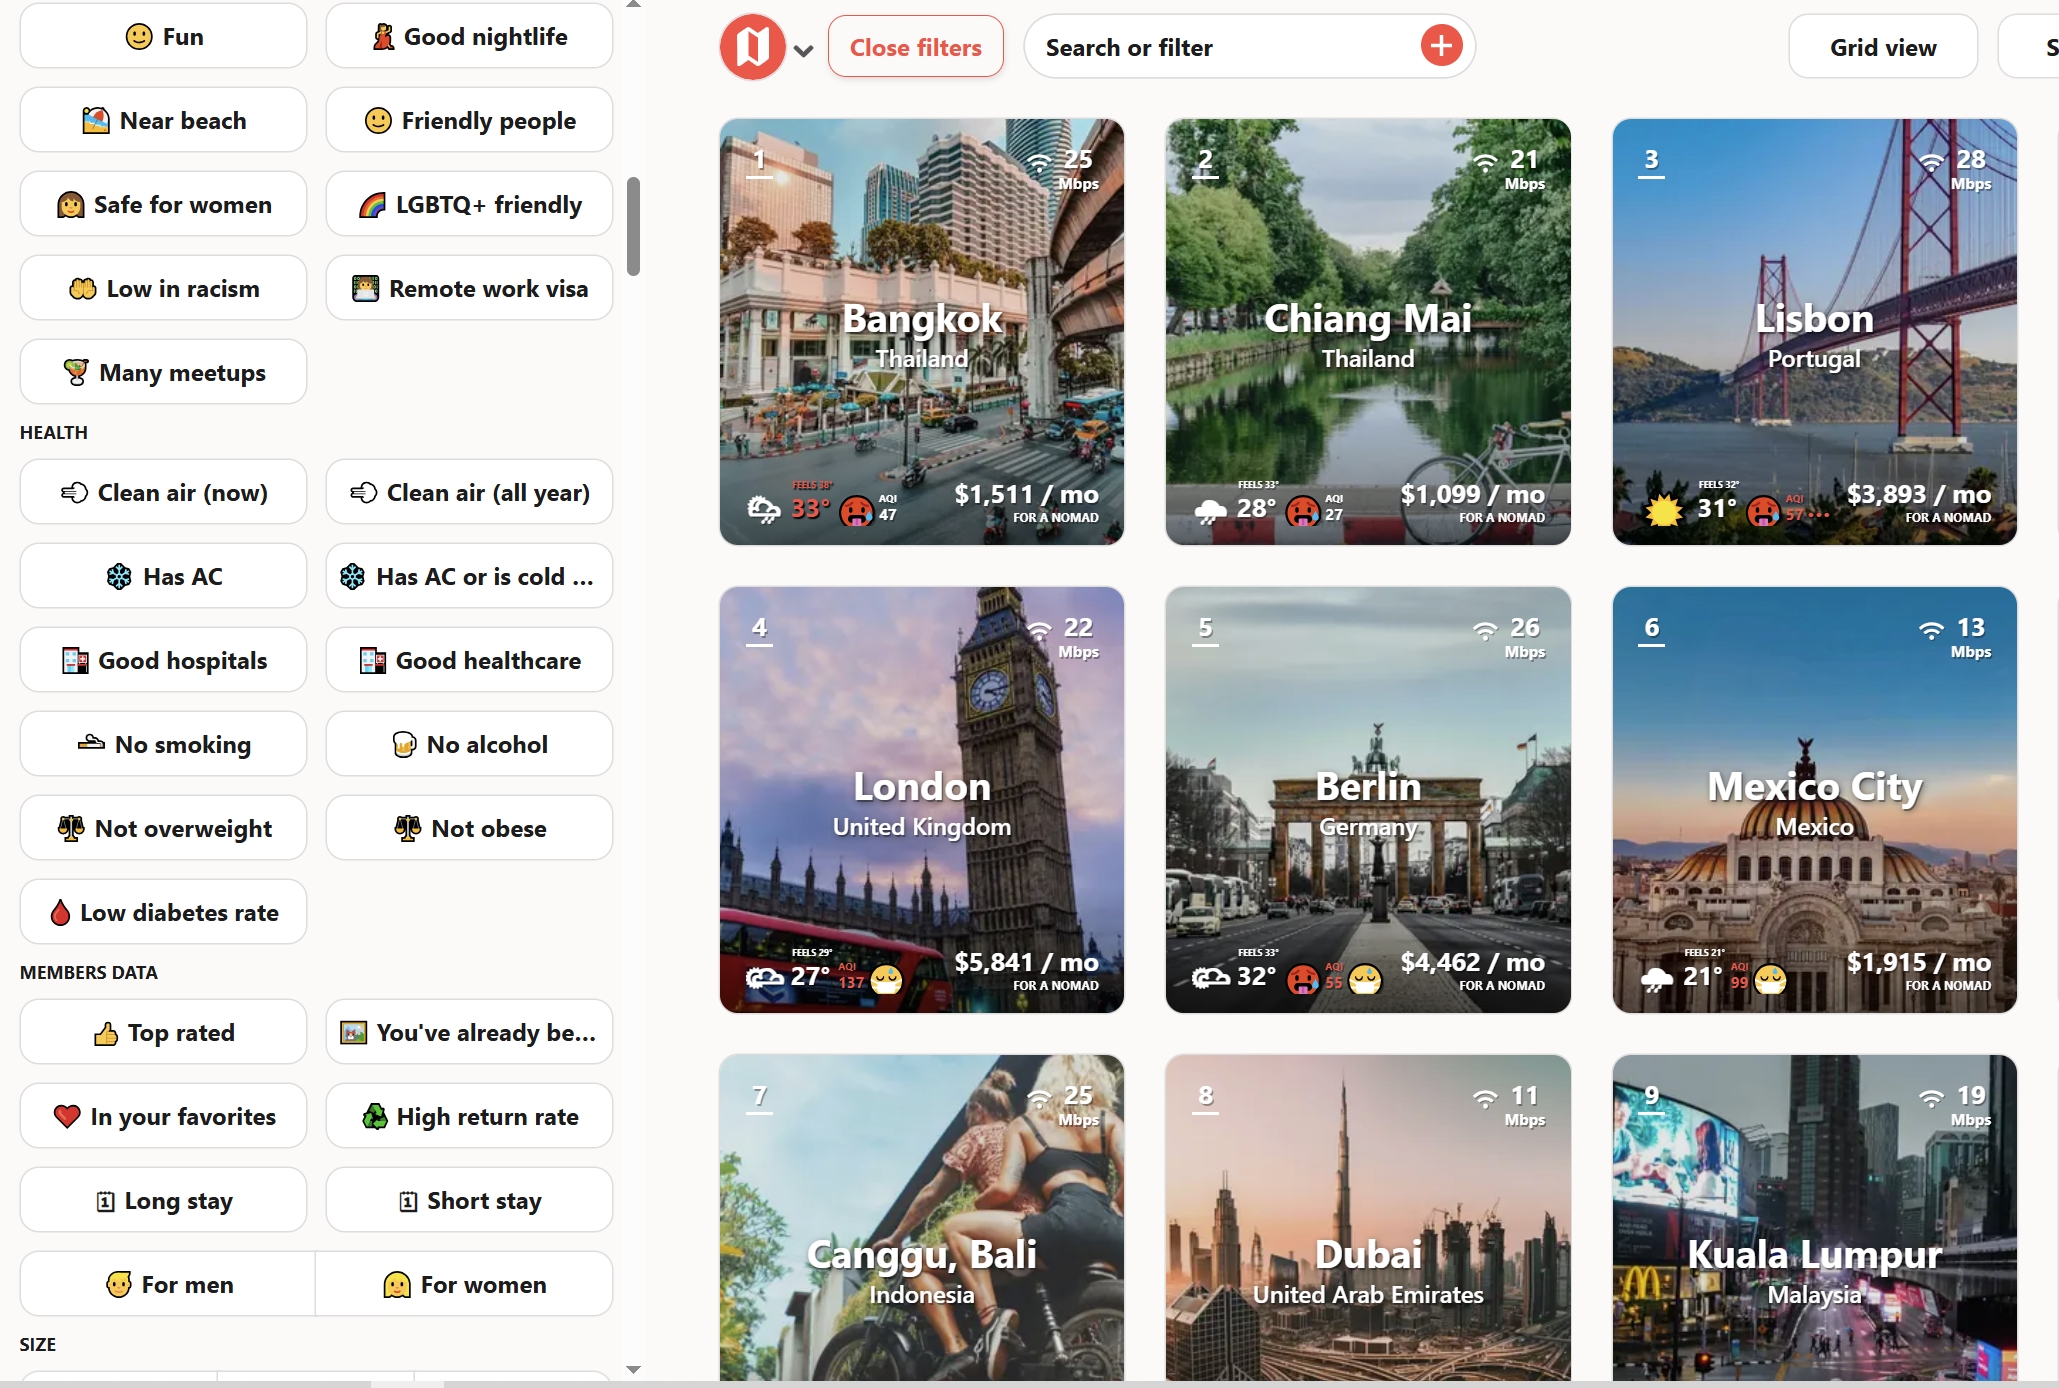 Fun
Good nightlife
Near beach
Friendly people
Safe for women
LGBTQ+ friendly
Low in racism
Remote work visa
Many meetups
HEALTH
Clean air (now)
Clean air (all year)
Has AC
Has AC or is cold ...
Good hospitals
Good healthcare
No smoking
No alcohol
Not overweight
Not obese
Low diabetes rate
MEMBERS DATA
Top rated
You've already be...
In your favorites
High return rate
Long stay
Short stay
For men
For women
SIZE
Close filters
Search or filter
Grid view
S
1
25
Mbps
Bangkok
Thailand
FEELS 38°
33°
AQI
47
$1,511 / mo
FOR A NOMAD
2
21
Mbps
Chiang Mai
Thailand
FEELS 33°
28°
AQI
27
$1,099 / mo
FOR A NOMAD
3
28
Mbps
Lisbon
Portugal
FEELS 32°
31°
AQI
57
$3,893 / mo
FOR A NOMAD
4
22
Mbps
London
United Kingdom
FEELS 29°
27°
AQI
137
$5,841 / mo
FOR A NOMAD
5
26
Mbps
Berlin
Germany
FEELS 33°
32°
AQI
55
$4,462 / mo
FOR A NOMAD
6
13
Mbps
Mexico City
Mexico
FEELS 21°
21°
AQI
99
$1,915 / mo
FOR A NOMAD
7
25
Mbps
Canggu, Bali
Indonesia
8
11
Mbps
Dubai
United Arab Emirates
9
19
Mbps
Kuala Lumpur
Malaysia